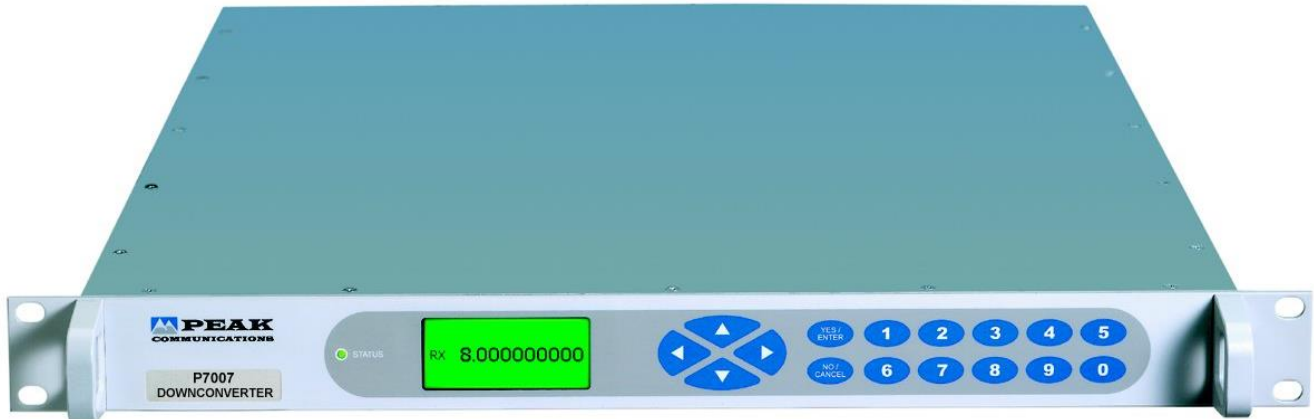 PEAK
COMMUNICATIONS
P7007
DOWNCONVERTER
STATUS
RX 8.000000000
YES /
ENTER
1 2 3 4 5
NO /
CANCEL
6 7 8 9 0